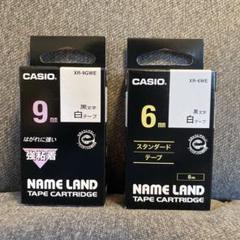 CASIO
XR-9GWE
9mm
黒文字
白テープ
はがれに強い
強粘着
NAME LAND
TAPE CARTRIDGE
CASIO
XR-6WE
6mm
黒文字
白テープ
スタンダード
テープ
6mm
NAME LAND
TAPE CARTRIDGE